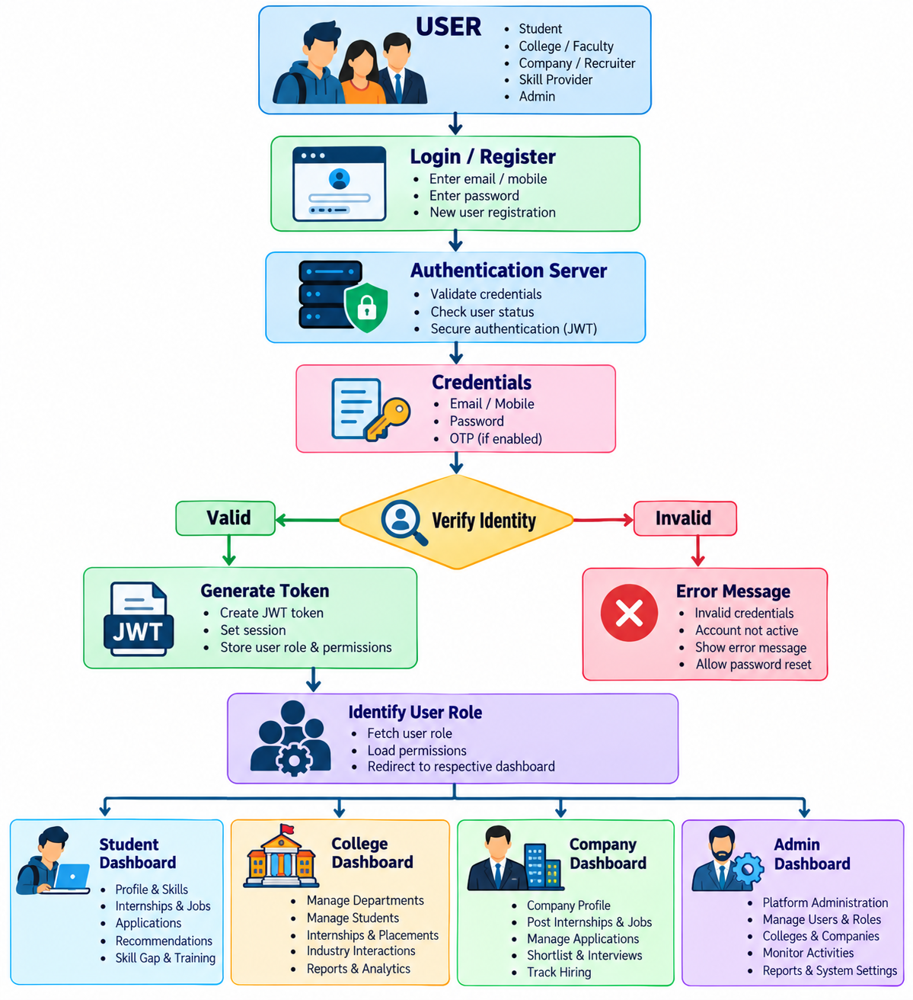 USER
• Student
• College / Faculty
• Company / Recruiter
• Skill Provider
• Admin
Login / Register
• Enter email / mobile
• Enter password
• New user registration
Authentication Server
• Validate credentials
• Check user status
• Secure authentication (JWT)
Credentials
• Email / Mobile
• Password
• OTP (if enabled)
Valid
Verify Identity
Invalid
JWT
Generate Token
• Create JWT token
• Set session
• Store user role & permissions
Error Message
• Invalid credentials
• Account not active
• Show error message
• Allow password reset
Identify User Role
• Fetch user role
• Load permissions
• Redirect to respective dashboard
Student
Dashboard
• Profile & Skills
• Internships & Jobs
• Applications
• Recommendations
• Skill Gap & Training
College
Dashboard
• Manage Departments
• Manage Students
• Internships & Placements
• Industry Interactions
• Reports & Analytics
Company
Dashboard
• Company Profile
• Post Internships & Jobs
• Manage Applications
• Shortlist & Interviews
• Track Hiring
Admin
Dashboard
• Platform Administration
• Manage Users & Roles
• Colleges & Companies
• Monitor Activities
• Reports & System Settings